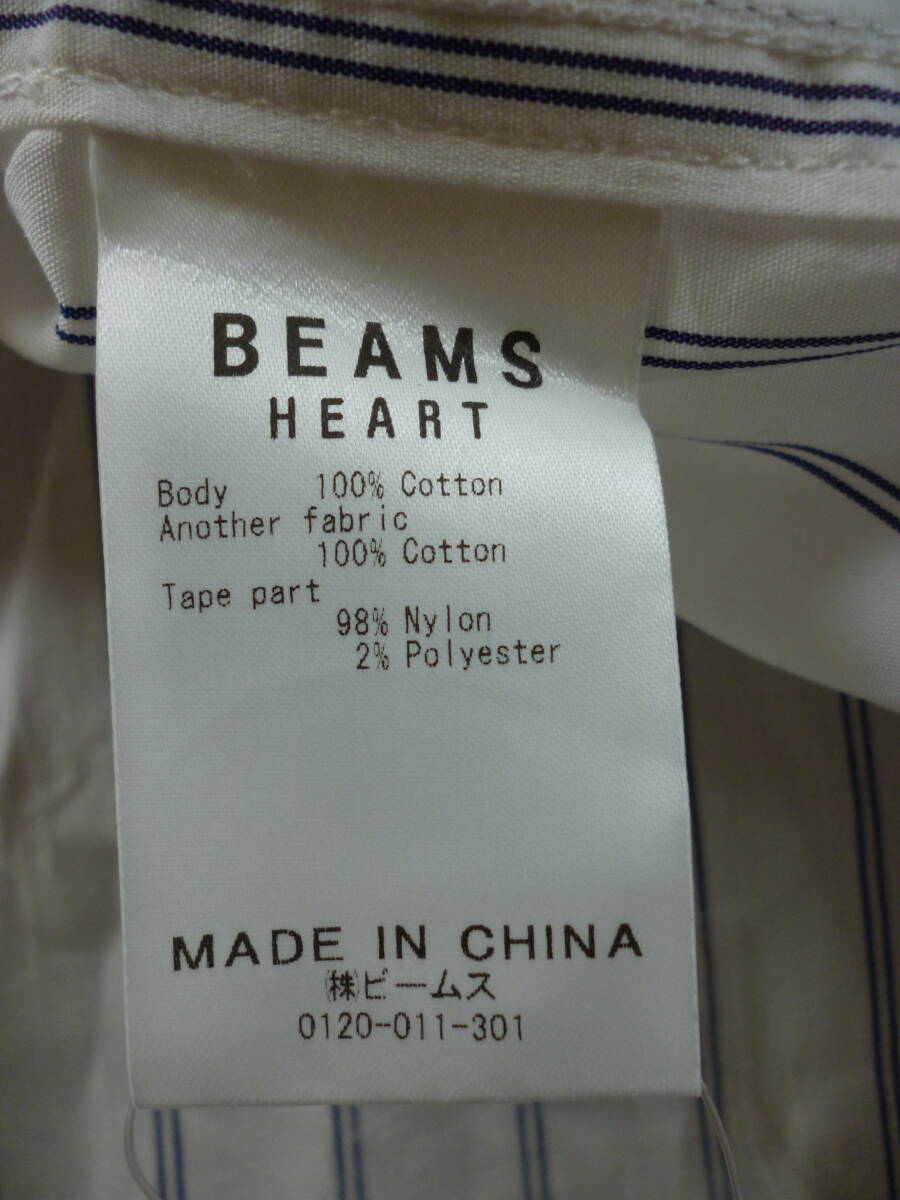 BEAMS
HEART
Body 100% Cotton
Another fabric
100% Cotton
Tape part
98% Nylon
2% Polyester
MADE IN CHINA
㈱ビームス
0120-011-301